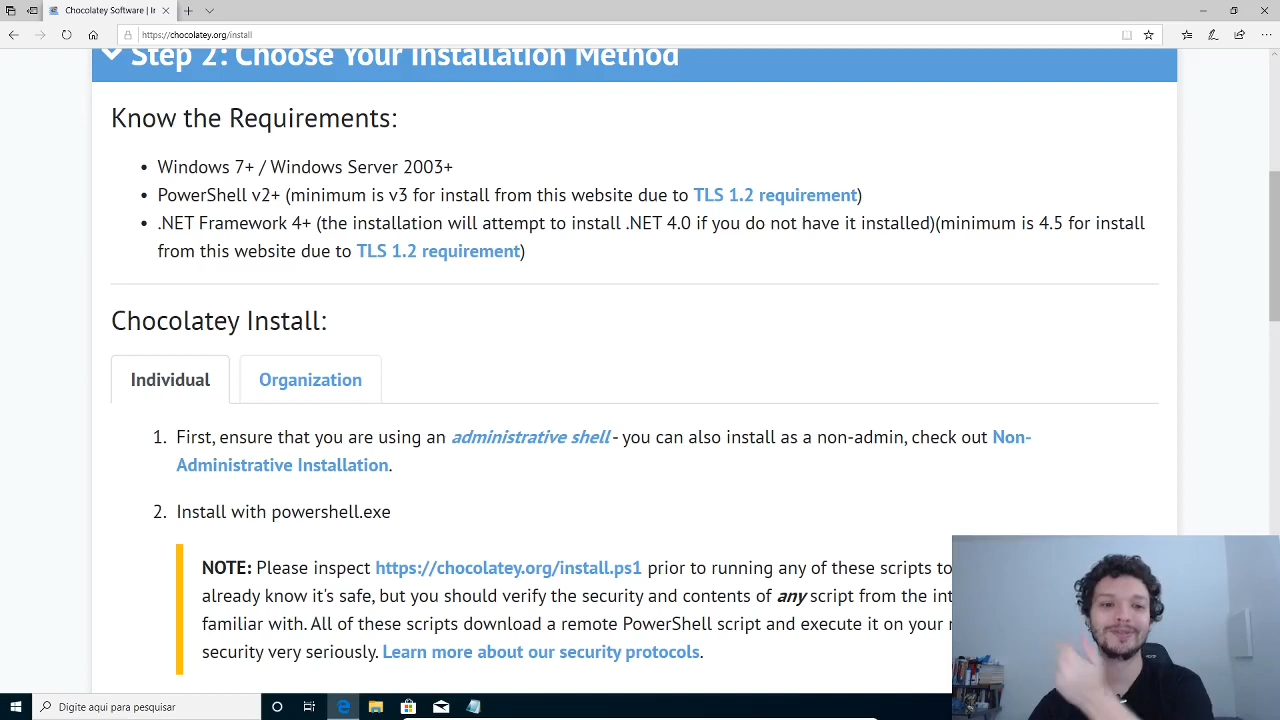 Chocolatey Software | Ir
https://chocolatey.org/install
Step 2: Choose Your Installation Method
Know the Requirements:
• Windows 7+ / Windows Server 2003+
• PowerShell v2+ (minimum is v3 for install from this website due to TLS 1.2 requirement)
• .NET Framework 4+ (the installation will attempt to install .NET 4.0 if you do not have it installed)(minimum is 4.5 for install
from this website due to TLS 1.2 requirement)
Chocolatey Install:
Individual
Organization
1. First, ensure that you are using an administrative shell - you can also install as a non-admin, check out Non-
Administrative Installation.
2. Install with powershell.exe
NOTE: Please inspect https://chocolatey.org/install.ps1 prior to running any of these scripts to
already know it's safe, but you should verify the security and contents of any script from the int
familiar with. All of these scripts download a remote PowerShell script and execute it on your
security very seriously. Learn more about our security protocols.
Digite aqui para pesquisar